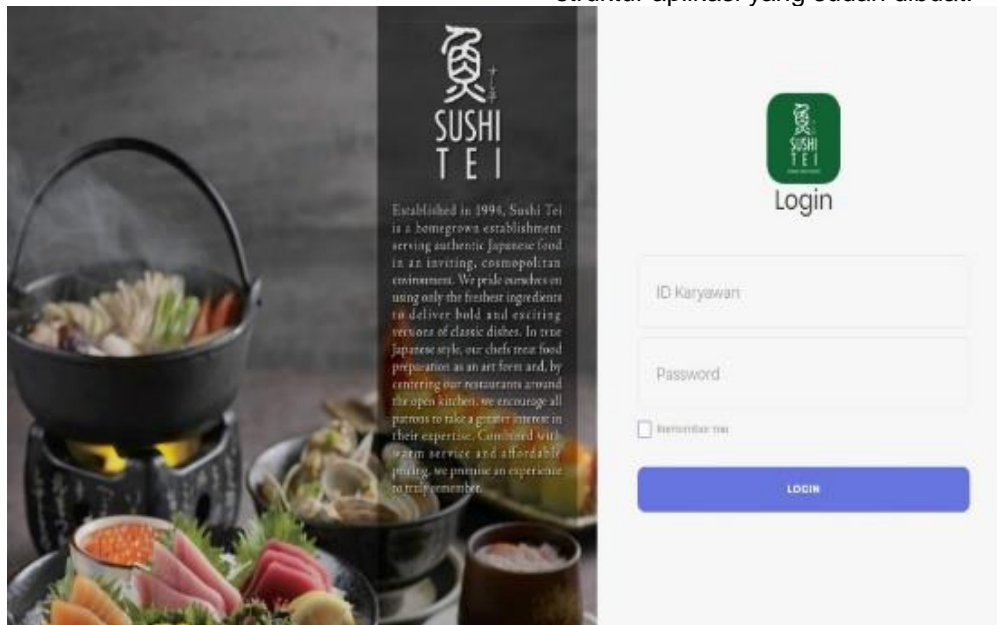 struktur aplikasi yang sudah dibuat.
魚
すし亭
SUSHI
TEI
Established in 1994, Sushi Tei
is a homegrown establishment
serving authentic Japanese food
in an inviting, cosmopolitan
environment. We pride ourselves on
using only the freshest ingredients
to deliver bold and exciting
versions of classic dishes. In true
Japanese style, our chefs treat food
preparation as an art form and, by
centering our restaurants around
the open kitchen, we encourage all
patrons to take a greater interest in
their expertise. Combined with
warm service and affordable
pricing, we promise an experience
to truly remember.
SUSHI
TEI
Login
ID Karyawan
Password
Remember me
LOGIN